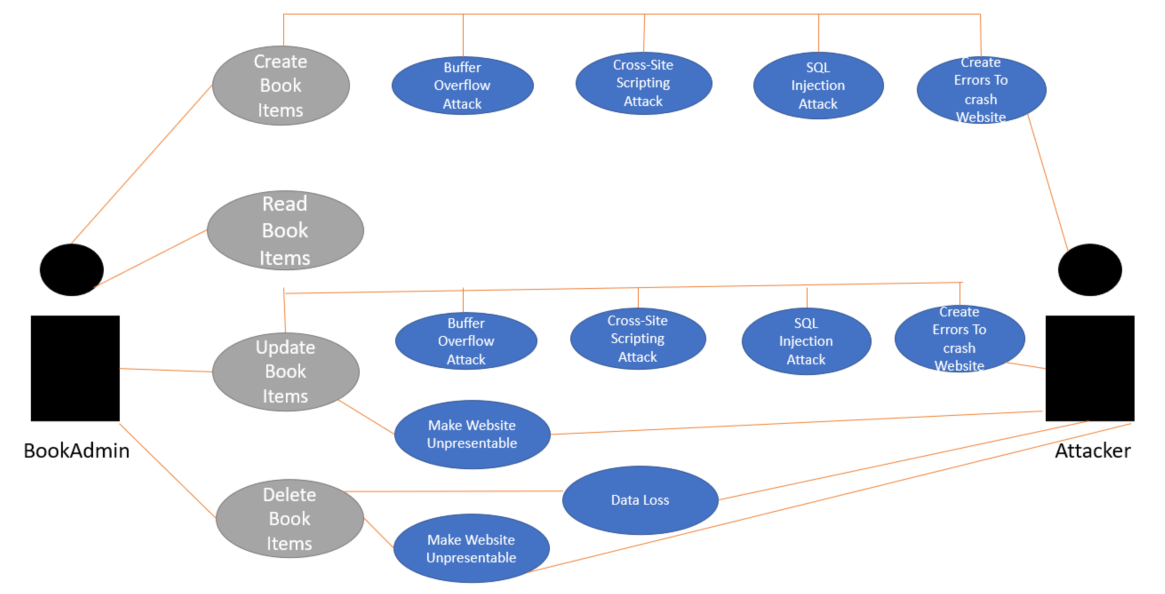 Create
Book
Items
Buffer
Overflow
Attack
Cross-Site
Scripting
Attack
SQL
Injection
Attack
Create
Errors To
crash
Website
Read
Book
Items
Update
Book
Items
Buffer
Overflow
Attack
Cross-Site
Scripting
Attack
SQL
Injection
Attack
Create
Errors To
crash
Website
Make Website
Unpresentable
BookAdmin
Attacker
Delete
Book
Items
Data Loss
Make Website
Unpresentable